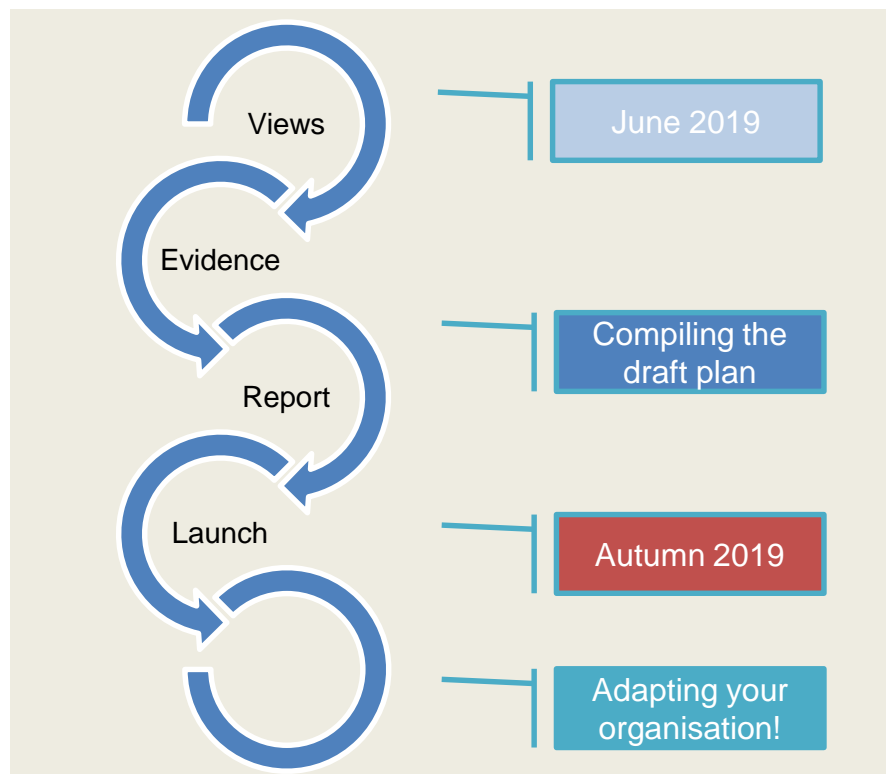 Views
June 2019
Evidence
Compiling the
draft plan
Report
Launch
Autumn 2019
Adapting your
organisation!